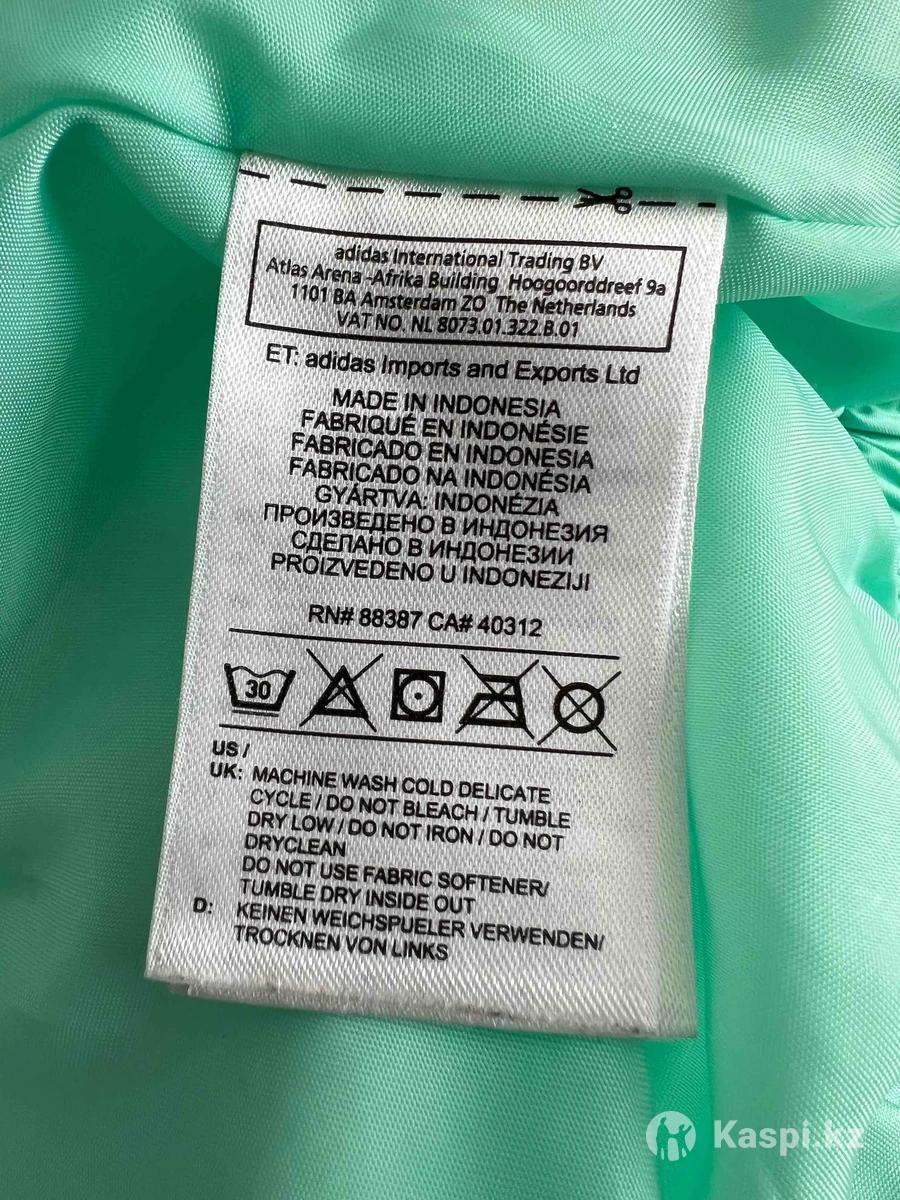 adidas International Trading BV
Atlas Arena -Afrika Building Hoogoorddreef 9a
1101 BA Amsterdam ZO The Netherlands
VAT NO. NL 8073.01.322.B.01
ET: adidas Imports and Exports Ltd
MADE IN INDONESIA
FABRIQUÉ EN INDONÉSIE
FABRICADO EN INDONESIA
FABRICADO NA INDONÉSIA
GYÁRTVA: INDONÉZIA
ПРОИЗВЕДЕНО В ИНДОНЕЗИЯ
СДЕЛАНО В ИНДОНЕЗИИ
PROIZVEDENO U INDONEZIJI
RN# 88387 CA# 40312
30
US /
UK: MACHINE WASH COLD DELICATE
CYCLE / DO NOT BLEACH / TUMBLE
DRY LOW / DO NOT IRON / DO NOT
DRYCLEAN
DO NOT USE FABRIC SOFTENER/
TUMBLE DRY INSIDE OUT
D: KEINEN WEICHSPUELER VERWENDEN/
TROCKNEN VON LINKS
Kaspi.kz